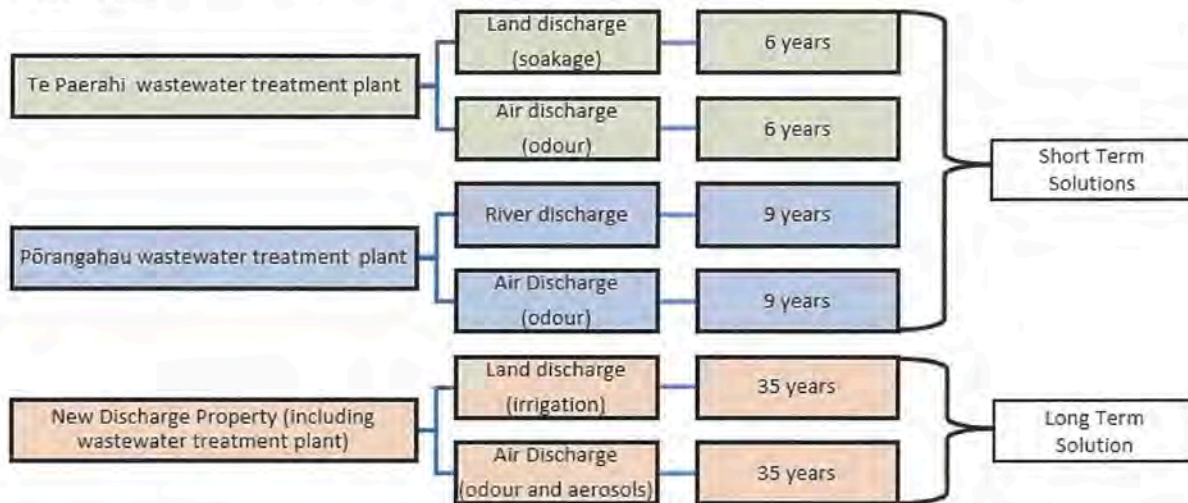 Te Paerahi wastewater treatment plant
Land discharge
(soakage)
6 years
Air discharge
(odour)
6 years
Short Term
Solutions
Pōrangahau wastewater treatment plant
River discharge
9 years
Air Discharge
(odour)
9 years
New Discharge Property (including
wastewater treatment plant)
Land discharge
(irrigation)
35 years
Air Discharge
(odour and aerosols)
35 years
Long Term
Solution